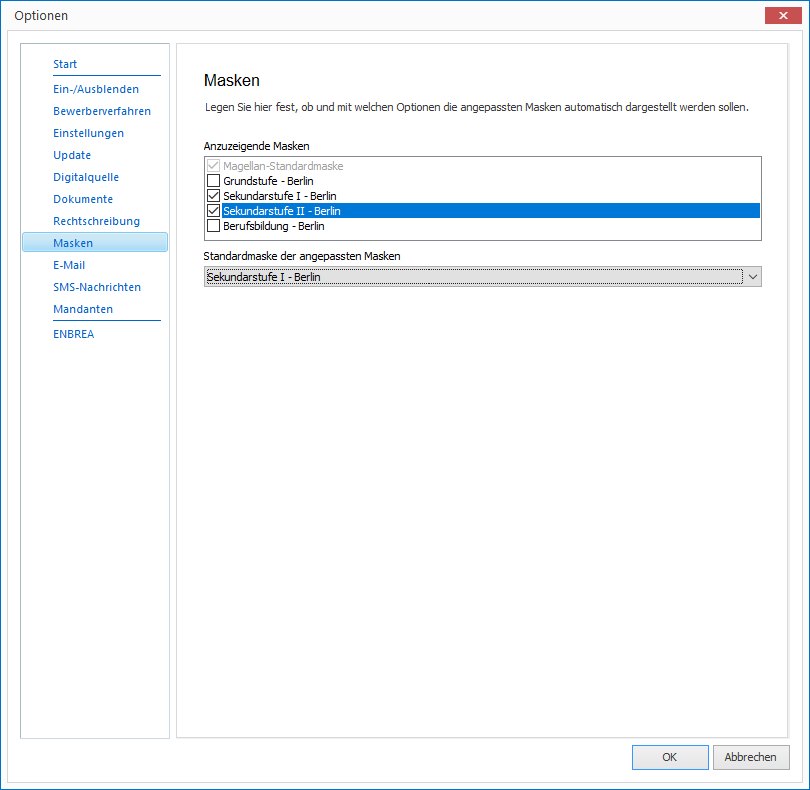 Optionen
Start
Ein-/Ausblenden
Bewerberverfahren
Einstellungen
Update
Digitalquelle
Dokumente
Rechtschreibung
Masken
E-Mail
SMS-Nachrichten
Mandanten
ENBREA
Masken
Legen Sie hier fest, ob und mit welchen Optionen die angepassten Masken automatisch dargestellt werden sollen.
Anzuzeigende Masken
Magellan-Standardmaske
Grundstufe - Berlin
Sekundarstufe I - Berlin
Sekundarstufe II - Berlin
Berufsbildung - Berlin
Standardmaske der angepassten Masken
Sekundarstufe I - Berlin
OK
Abbrechen